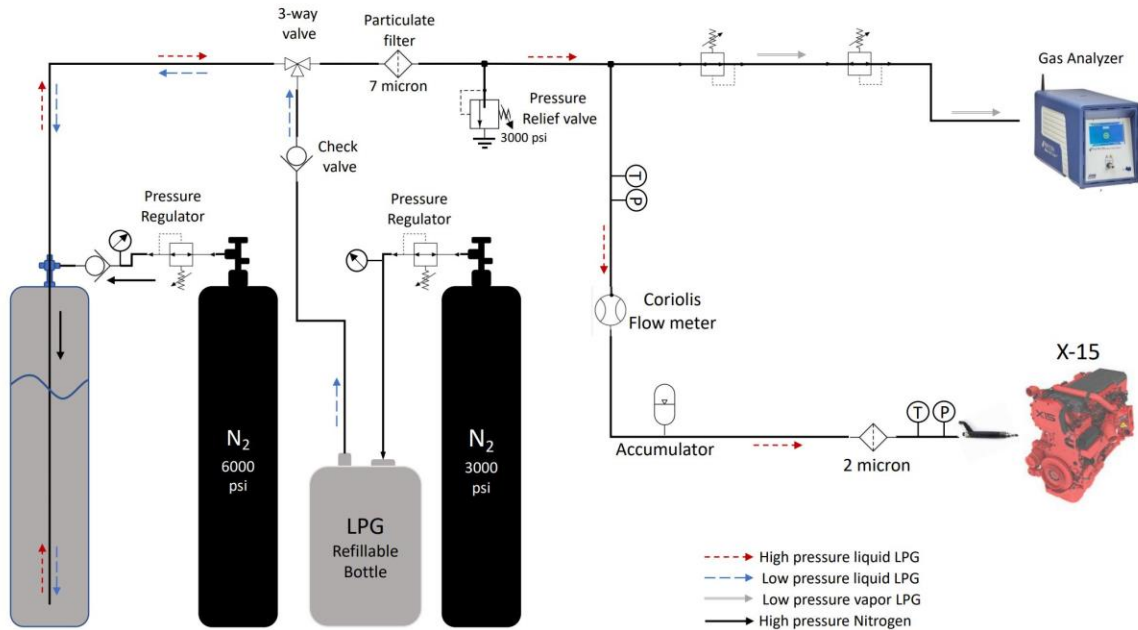 3-way
valve
Particulate
filter
7 micron
Pressure
Relief valve
3000 psi
Gas Analyzer
Check
valve
Pressure
Regulator
Pressure
Regulator
T
P
Coriolis
Flow meter
X-15
N2
6000
psi
LPG
Refillable
Bottle
N2
3000
psi
Accumulator
2 micron
T
P
X15
High pressure liquid LPG
Low pressure liquid LPG
Low pressure vapor LPG
High pressure Nitrogen